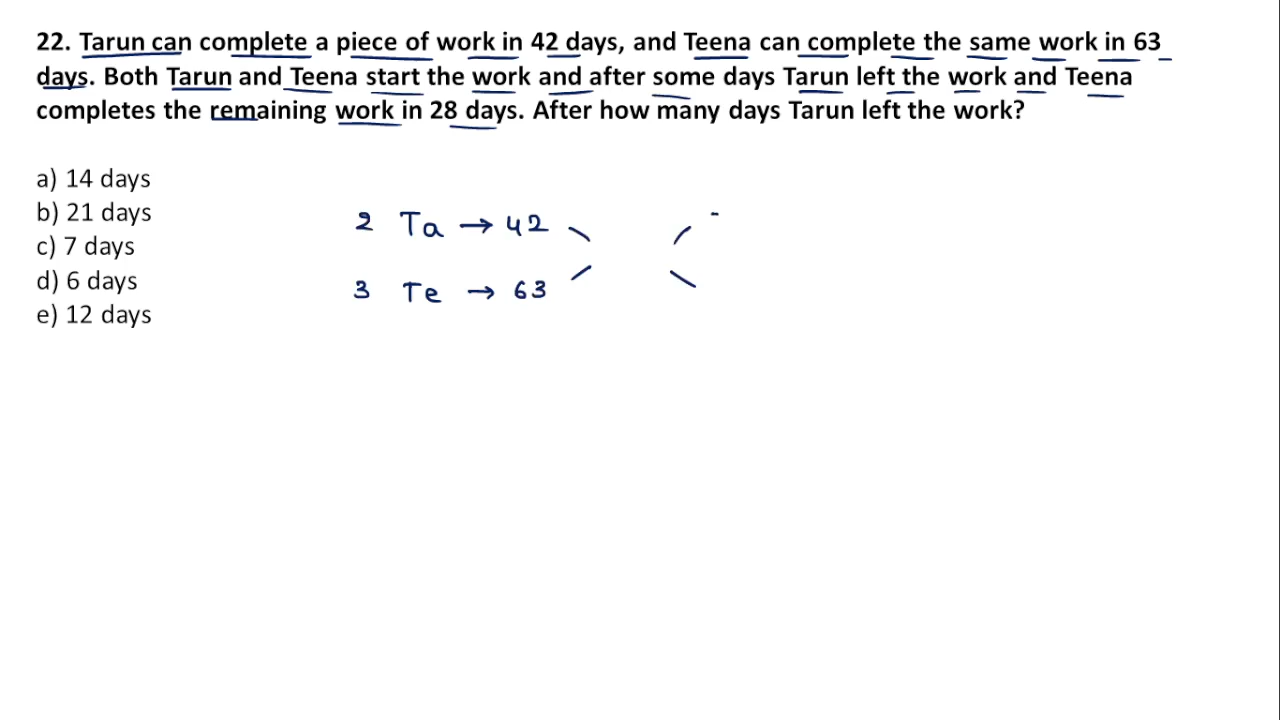 22. Tarun can complete a piece of work in 42 days, and Teena can complete the same work in 63
days. Both Tarun and Teena start the work and after some days Tarun left the work and Teena
completes the remaining work in 28 days. After how many days Tarun left the work?
a) 14 days
b) 21 days
c) 7 days
d) 6 days
e) 12 days
2 Ta → 42
3 Te → 63